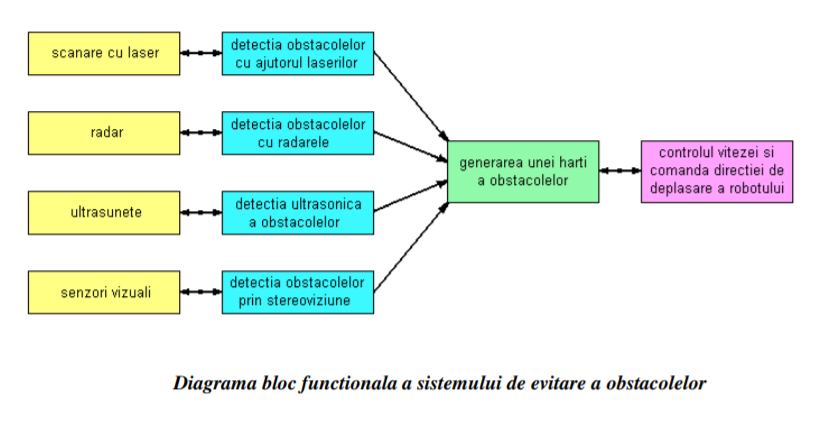 scanare cu laser
detectia obstacolelor
cu ajutorul laserilor
radar
detectia obstacolelor
cu radarele
ultrasunete
detectia ultrasonica
a obstacolelor
senzori vizuali
detectia obstacolelor
prin stereoviziune
generarea unei harti
a obstacolelor
controlul vitezei si
comanda directiei de
deplasare a robotului
Diagrama bloc functionala a sistemului de evitare a obstacolelor